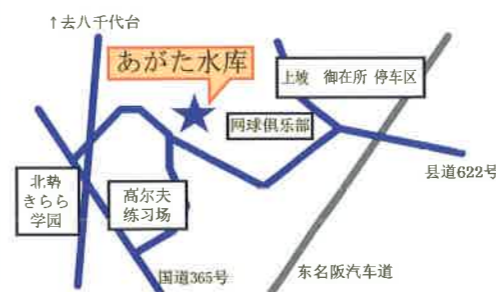 ↑去八千代台
あがた水库
上坡 御在所 停车区
网球俱乐部
县道622号
北勢
きらら
学园
高尔夫
练习场
国道365号
东名阪汽车道